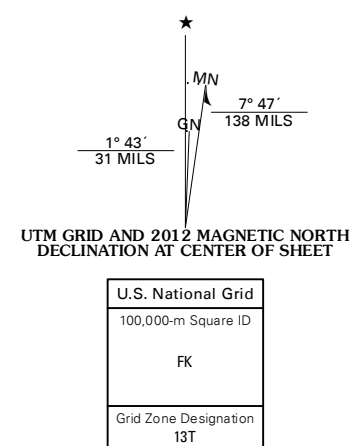 ★
MN
7° 47´
138 MILS
GN
1° 43´
31 MILS
UTM GRID AND 2012 MAGNETIC NORTH
DECLINATION AT CENTER OF SHEET
U.S. National Grid
100,000-m Square ID
FK
Grid Zone Designation
13T